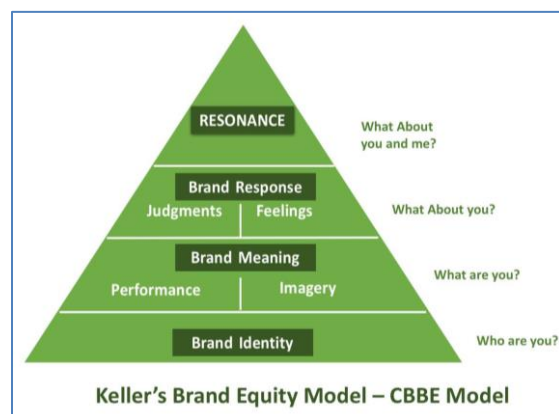 RESONANCE
What About
you and me?
Brand Response
Judgments Feelings
What About you?
Brand Meaning
Performance Imagery
What are you?
Brand Identity
Who are you?
Keller's Brand Equity Model – CBBE Model